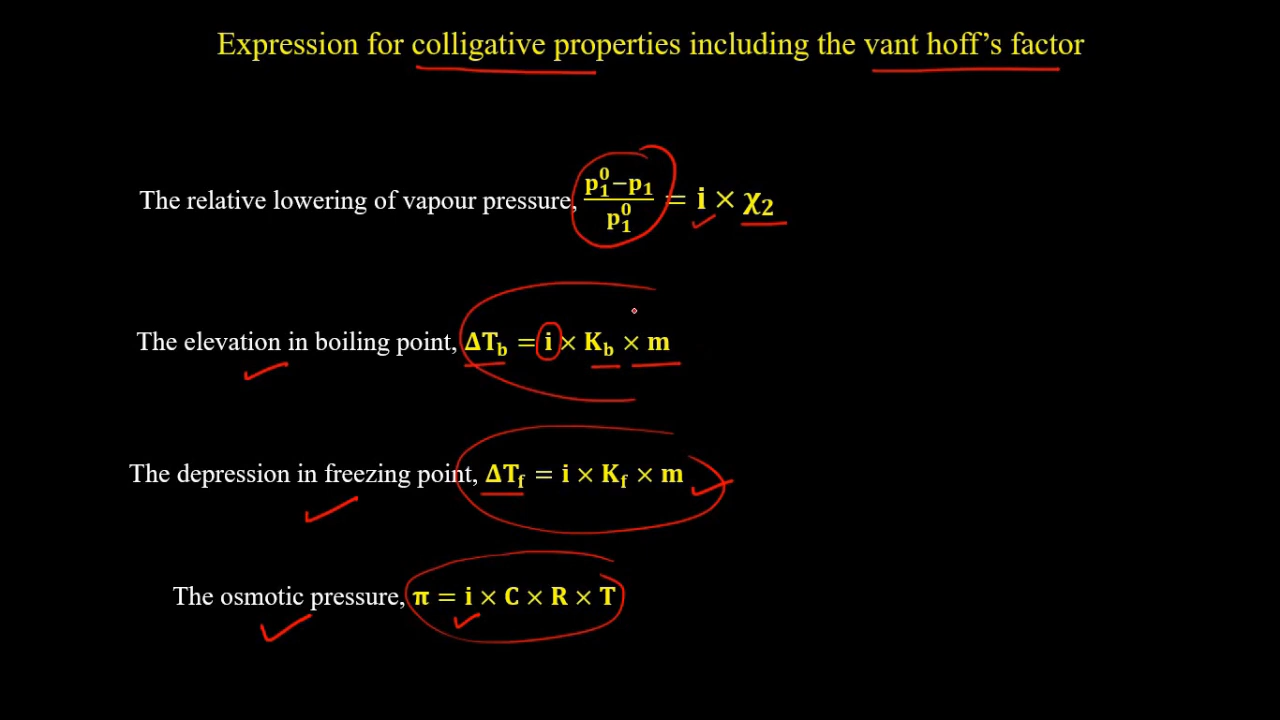 Expression for colligative properties including the vant hoff's factor
The relative lowering of vapour pressure, (p₁⁰−p₁)/p₁⁰ = i × χ₂
The elevation in boiling point, ΔT_b = i × K_b × m
The depression in freezing point, ΔT_f = i × K_f × m
The osmotic pressure, π = i × C × R × T